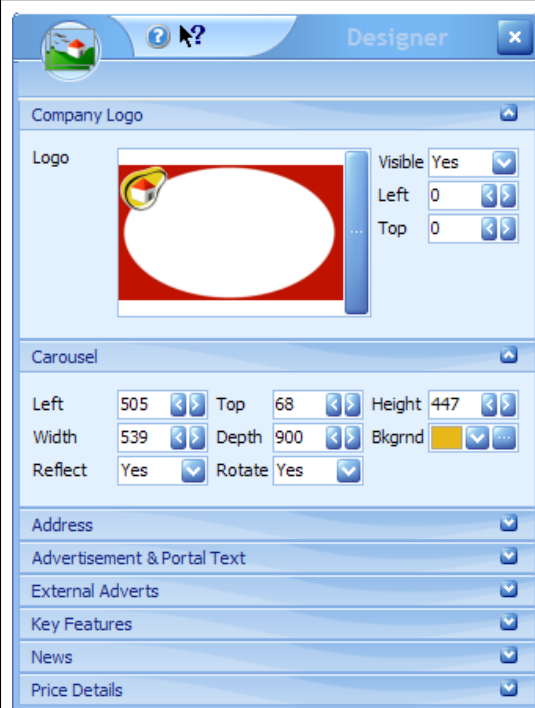 ? ? Designer
Company Logo
Logo Visible Yes
... Left 0
Top 0
Carousel
Left 505 Top 68 Height 447
Width 539 Depth 900 Bkgrnd ...
Reflect Yes Rotate Yes
Address
Advertisement & Portal Text
External Adverts
Key Features
News
Price Details